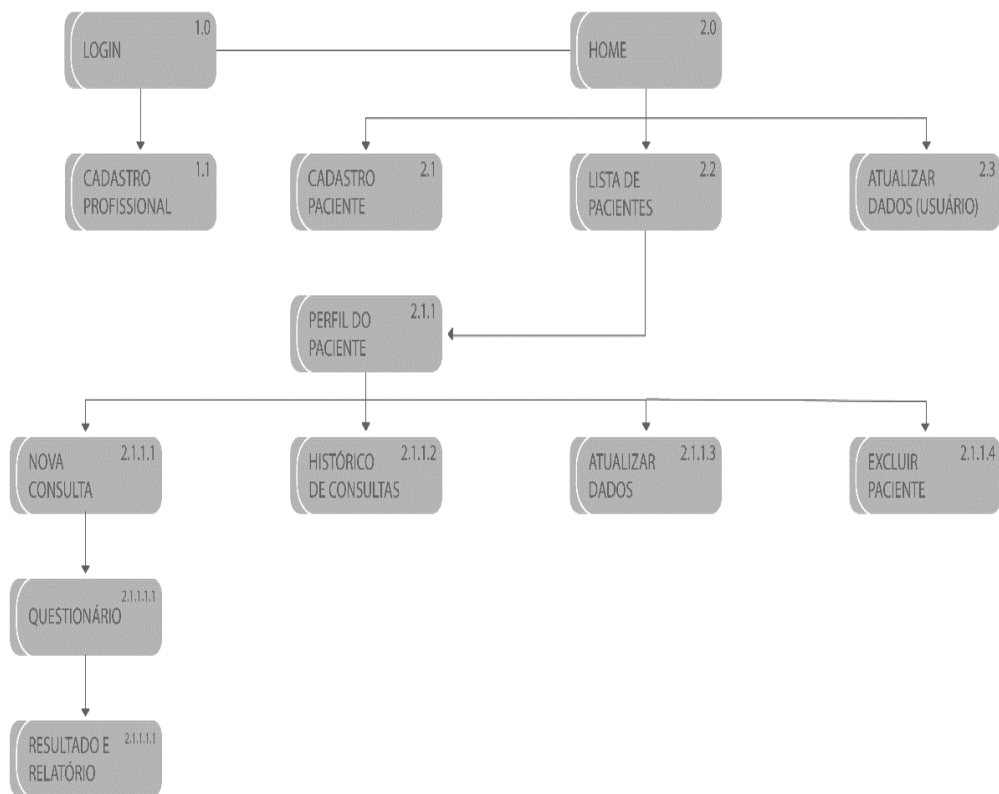 1.0
LOGIN
2.0
HOME
1.1
CADASTRO
PROFISSIONAL
2.1
CADASTRO
PACIENTE
2.2
LISTA DE
PACIENTES
2.3
ATUALIZAR
DADOS (USUÁRIO)
2.1.1
PERFIL DO
PACIENTE
2.1.1.1
NOVA
CONSULTA
2.1.1.2
HISTÓRICO
DE CONSULTAS
2.1.1.3
ATUALIZAR
DADOS
2.1.1.4
EXCLUIR
PACIENTE
2.1.1.1.1
QUESTIONÁRIO
2.1.1.1.1
RESULTADO E
RELATÓRIO